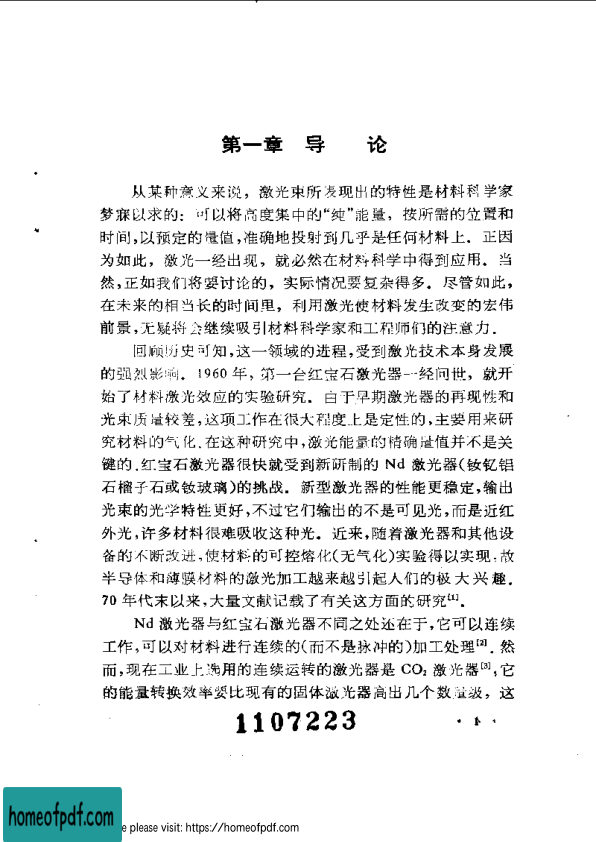 第一章 导 论
从某种意义来说，激光束所表现出的特性是材料科学家
梦寐以求的：可以将高度集中的“纯”能量，按所需的位置和
时间，以预定的量值，准确地投射到几乎是任何材料上．正因
为如此，激光一经出现，就必然在材料科学中得到应用．当
然，正如我们将要讨论的，实际情况要复杂得多．尽管如此，
在未来的相当长的时间里，利用激光使材料发生改变的宏伟
前景，无疑将会继续吸引材料科学家和工程师们的注意力．
回顾历史可知，这一领域的进程，受到激光技术本身发展
的强烈影响．1960 年，第一台红宝石激光器一经问世，就开
始了材料激光效应的实验研究．由于早期激光器的再现性和
光束质量较差，这项工作在很大程度上是定性的，主要用来研
究材料的气化．在这种研究中，激光能量的精确量值并不是关
键的．红宝石激光器很快就受到新研制的 Nd 激光器（钕钇铝
石榴子石或钕玻璃）的挑战．新型激光器的性能更稳定，输出
光束的光学特性更好，不过它们输出的不是可见光，而是近红
外光，许多材料很难吸收这种光．近来，随着激光器和其他设
备的不断改进，使材料的可控熔化（无气化）实验得以实现，故
半导体和薄膜材料的激光加工越来越引起人们的极大兴趣．
70 年代末以来，大量文献记载了有关这方面的研究[1]．
Nd 激光器与红宝石激光器不同之处还在于，它可以连续
工作，可以对材料进行连续的（而不是脉冲的）加工处理[2]．然
而，现在工业上选用的连续运转的激光器是 CO₂ 激光器[3]，它
的能量转换效率要比现有的固体激光器高出几个数量级，这
1107223
· 1 ·
homeofpdf.com
e please visit: https://homeofpdf.com